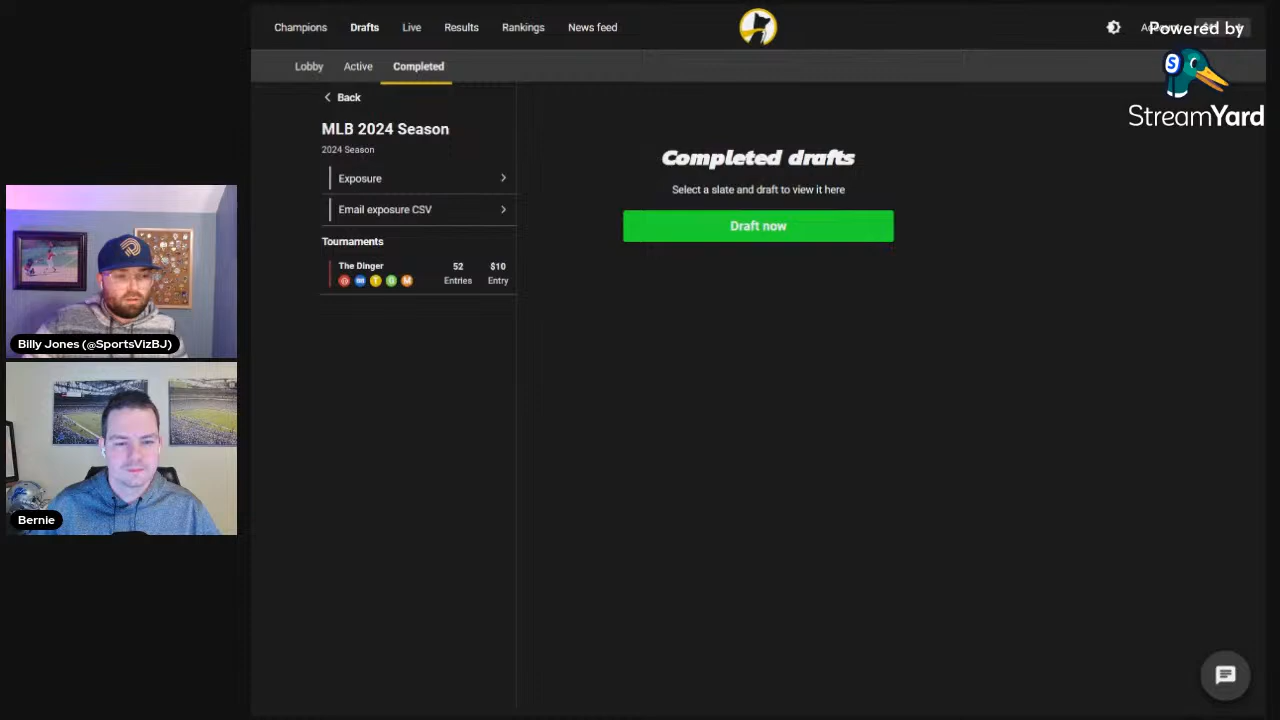 Champions Drafts Live Results Rankings News feed
Powered by
StreamYard
Lobby Active Completed
Back
MLB 2024 Season
2024 Season
Exposure
Email exposure CSV
Tournaments
The Dinger 52 $10
Entries Entry
Completed drafts
Select a slate and draft to view it here
Draft now
Billy Jones (@SportsVizBJ)
Bernie